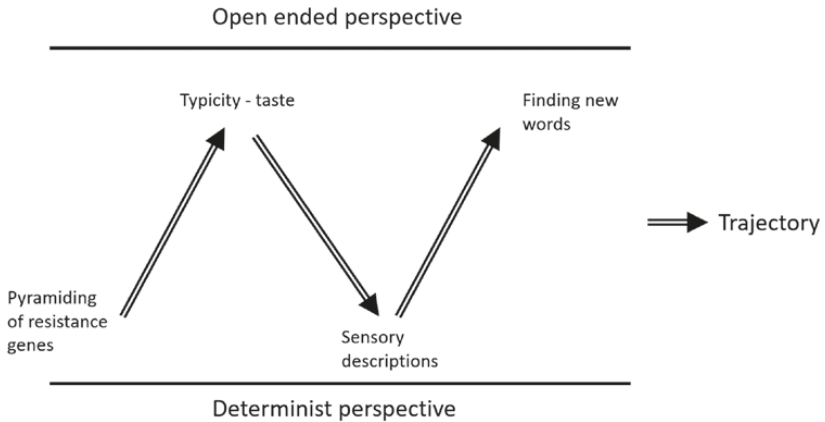 Open ended perspective
Typicity - taste
Finding new
words
Trajectory
Pyramiding
of resistance
genes
Sensory
descriptions
Determinist perspective